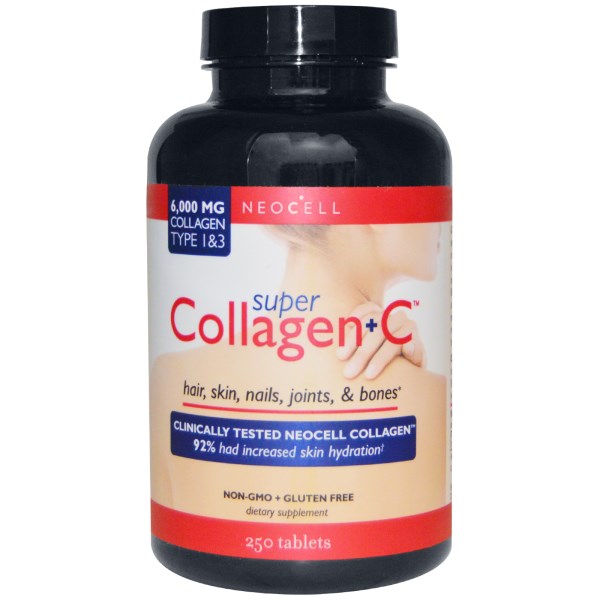 6,000 MG
COLLAGEN
TYPE 1&3
NEOCELL
super
Collagen+C™
hair, skin, nails, joints, & bones*
CLINICALLY TESTED NEOCELL COLLAGEN™
92% had increased skin hydration†
NON-GMO + GLUTEN FREE
dietary supplement
250 tablets